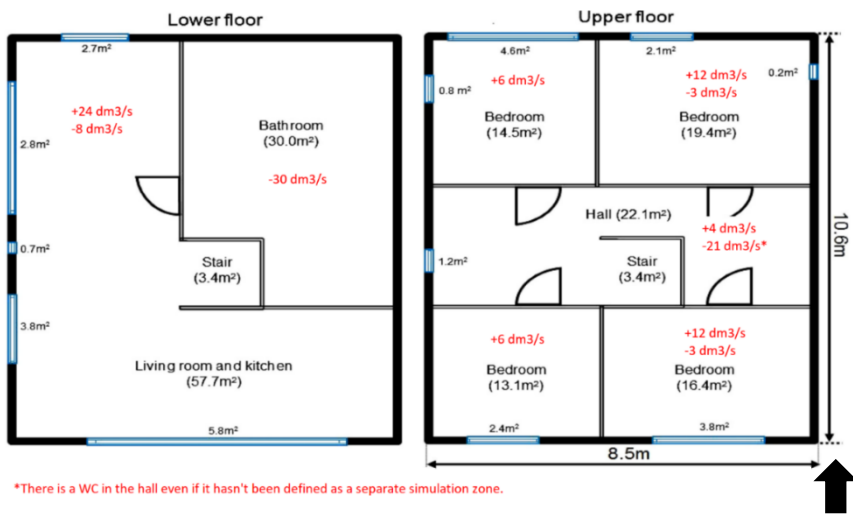 Lower floor
2.7m²
+24 dm3/s
-8 dm3/s
2.8m²
Bathroom
(30.0m²)
-30 dm3/s
0.7m²
Stair
(3.4m²)
3.8m²
Living room and kitchen
(57.7m²)
5.8m²
Upper floor
4.6m²
2.1m²
+6 dm3/s
0.8 m²
Bedroom
(14.5m²)
+12 dm3/s
-3 dm3/s
0.2m²
Bedroom
(19.4m²)
Hall (22.1m²)
+4 dm3/s
-21 dm3/s*
1.2m²
Stair
(3.4m²)
10.6m
+6 dm3/s
Bedroom
(13.1m²)
2.4m²
+12 dm3/s
-3 dm3/s
Bedroom
(16.4m²)
3.8m²
8.5m
*There is a WC in the hall even if it hasn't been defined as a separate simulation zone.